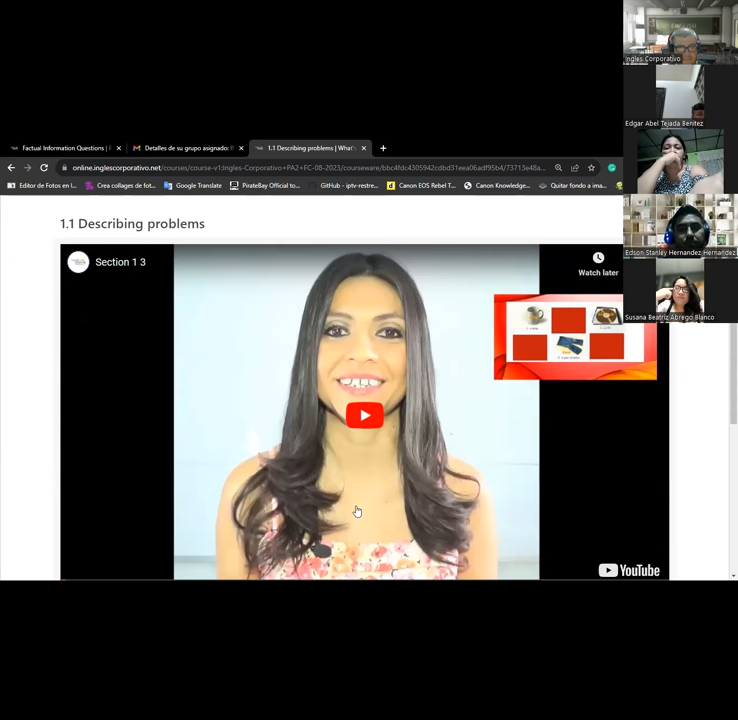 Ingles Corporativo
Edgar Abel Tejada Benitez
Factual Information Questions |
Detalles de su grupo asignado:
1.1 Describing problems | What's
online.inglescorporativo.net/courses/course-v1:Ingles-Corporativo+PA2+FC-08-2023/courseware/bbc4fdc4305942cdbd31eea06adf95b4/73713e48a...
Editor de Fotos en l... Crea collages de fot... Google Translate PirateBay Official to... GitHub - iptv-restre... Canon EOS Rebel T... Canon Knowledge... Quitar fondo a ima...
1.1 Describing problems
Edson Stanley Hernandez Hernandez
Section 1 3
Watch later
Susana Beatriz Abrego Blanco
YouTube